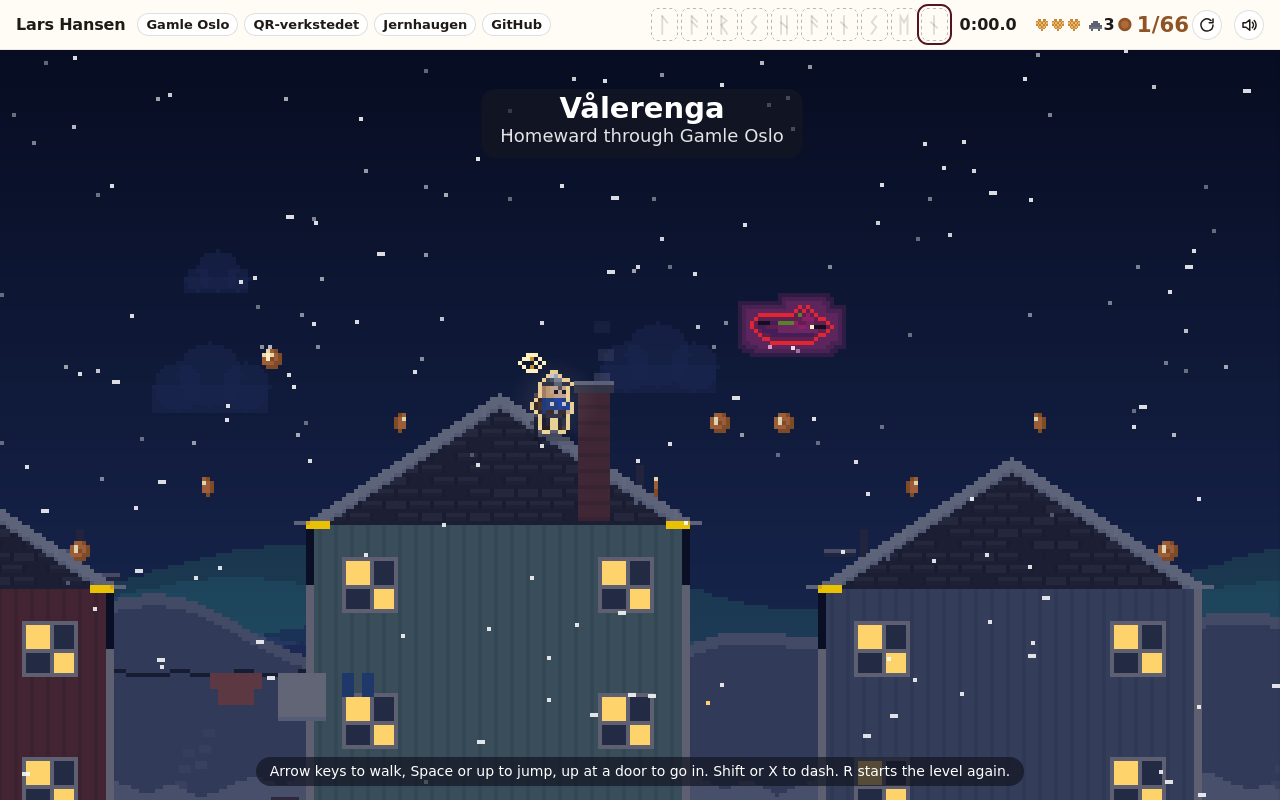 Lars Hansen
Gamle Oslo
QR-verkstedet
Jernhaugen
GitHub
ᛚ ᚨ ᚱ ᛊ ᚺ ᚨ ᚾ ᛊ ᛖ ᚾ
0:00.0
3
1/66
Vålerenga
Homeward through Gamle Oslo
Arrow keys to walk, Space or up to jump, up at a door to go in. Shift or X to dash. R starts the level again.